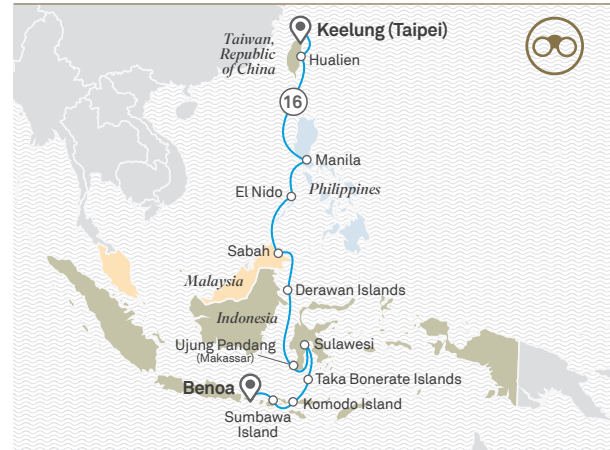 Keelung (Taipei)
Taiwan,
Republic
of China
Hualien
16
Manila
El Nido
Philippines
Sabah
Malaysia
Derawan Islands
Indonesia
Ujung Pandang
(Makassar)
Sulawesi
Taka Bonerate Islands
Benoa
Komodo Island
Sumbawa
Island